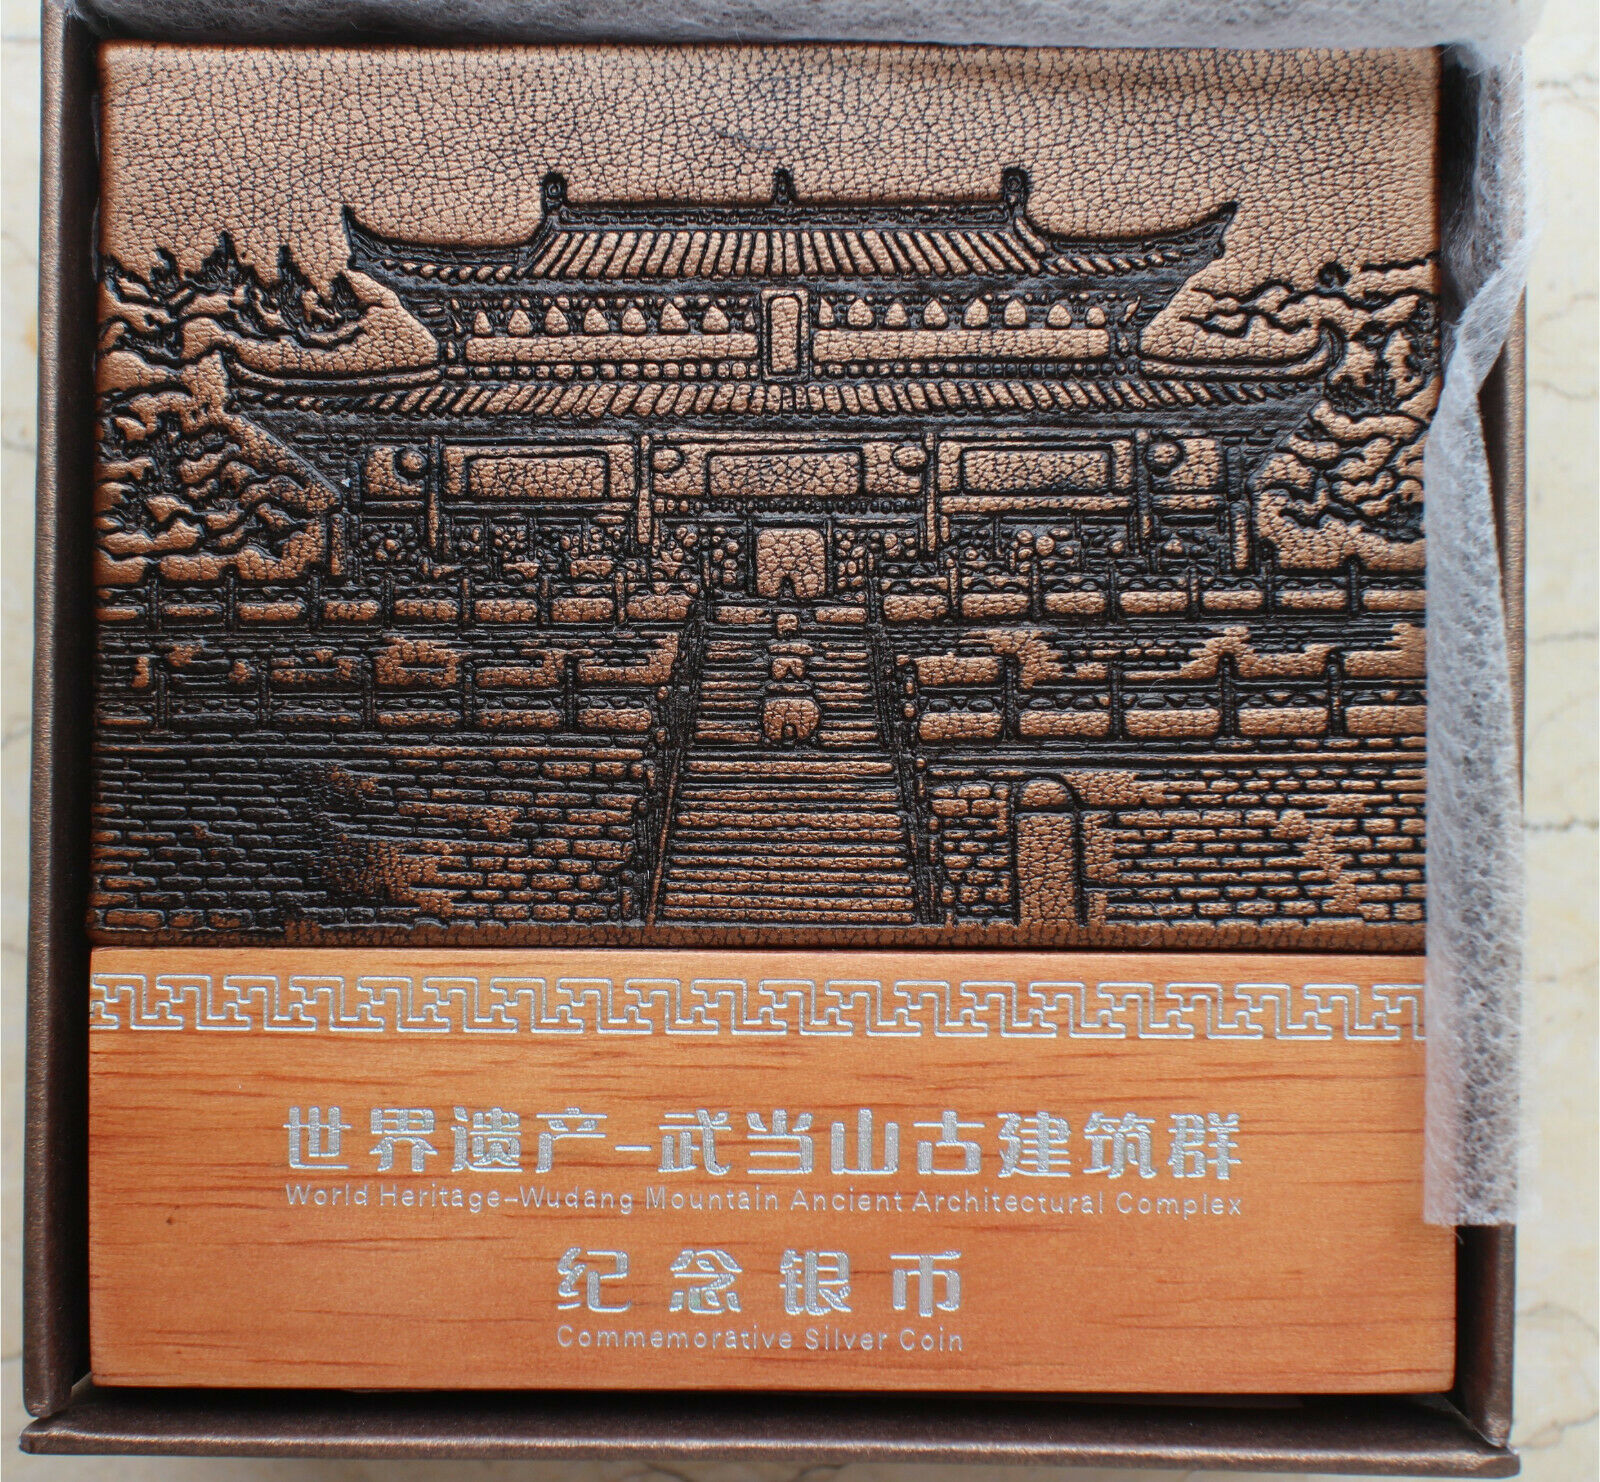 世界遗产-武当山古建筑群
World Heritage-Wudang Mountain Ancient Architectural Complex
纪念银币
Commemorative Silver Coin